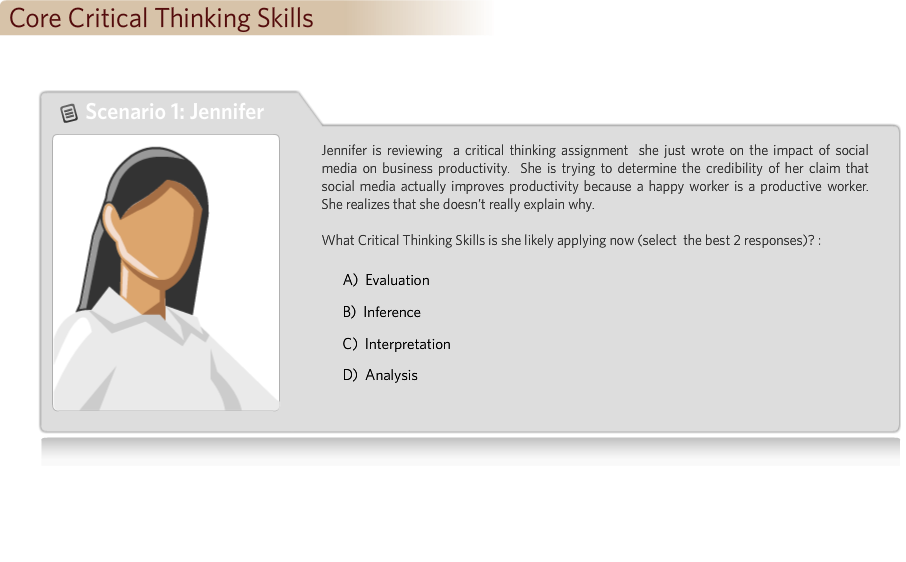 Core Critical Thinking Skills
Scenario 1: Jennifer
Jennifer is reviewing a critical thinking assignment she just wrote on the impact of social
media on business productivity. She is trying to determine the credibility of her claim that
social media actually improves productivity because a happy worker is a productive worker.
She realizes that she doesn't really explain why.
What Critical Thinking Skills is she likely applying now (select the best 2 responses)? :
A) Evaluation
B) Inference
C) Interpretation
D) Analysis